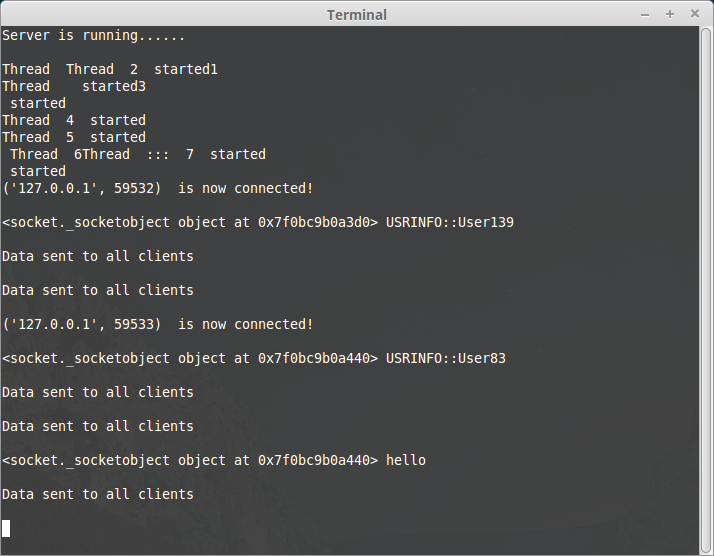 Terminal
Server is running......
Thread  Thread  2  started1
Thread    started3
 started
Thread  4  started
Thread  5  started
 Thread  6Thread  :::  7  started
 started
('127.0.0.1', 59532)  is now connected!
<socket._socketobject object at 0x7f0bc9b0a3d0> USRINFO::User139
Data sent to all clients
Data sent to all clients
('127.0.0.1', 59533)  is now connected!
<socket._socketobject object at 0x7f0bc9b0a440> USRINFO::User83
Data sent to all clients
Data sent to all clients
<socket._socketobject object at 0x7f0bc9b0a440> hello
Data sent to all clients